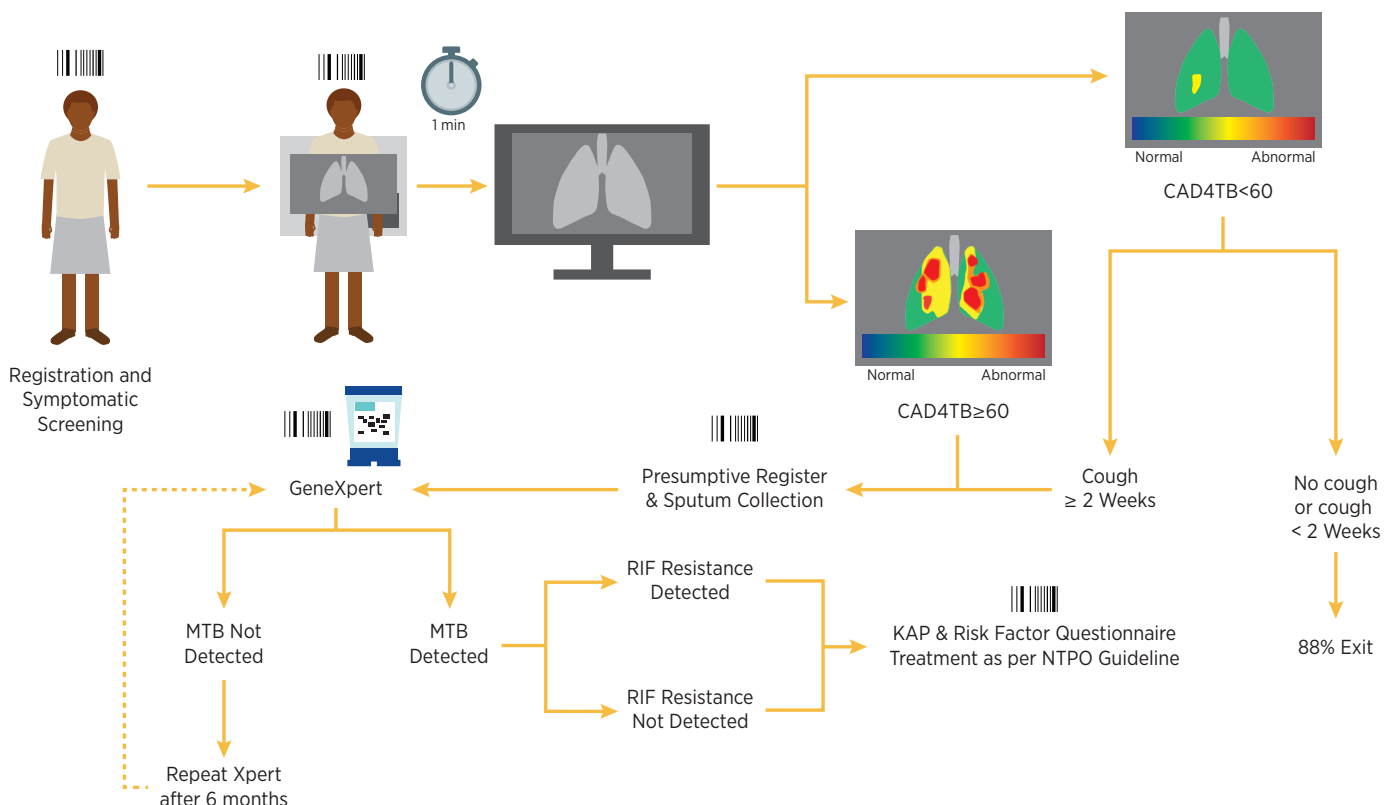 1 min
Normal
Abnormal
CAD4TB<60
Normal
Abnormal
CAD4TB≥60
Registration and
Symptomatic
Screening
GeneXpert
Presumptive Register
& Sputum Collection
Cough
≥ 2 Weeks
No cough
or cough
< 2 Weeks
88% Exit
MTB Not
Detected
MTB
Detected
RIF Resistance
Detected
RIF Resistance
Not Detected
KAP & Risk Factor Questionnaire
Treatment as per NTPO Guideline
Repeat Xpert
after 6 months